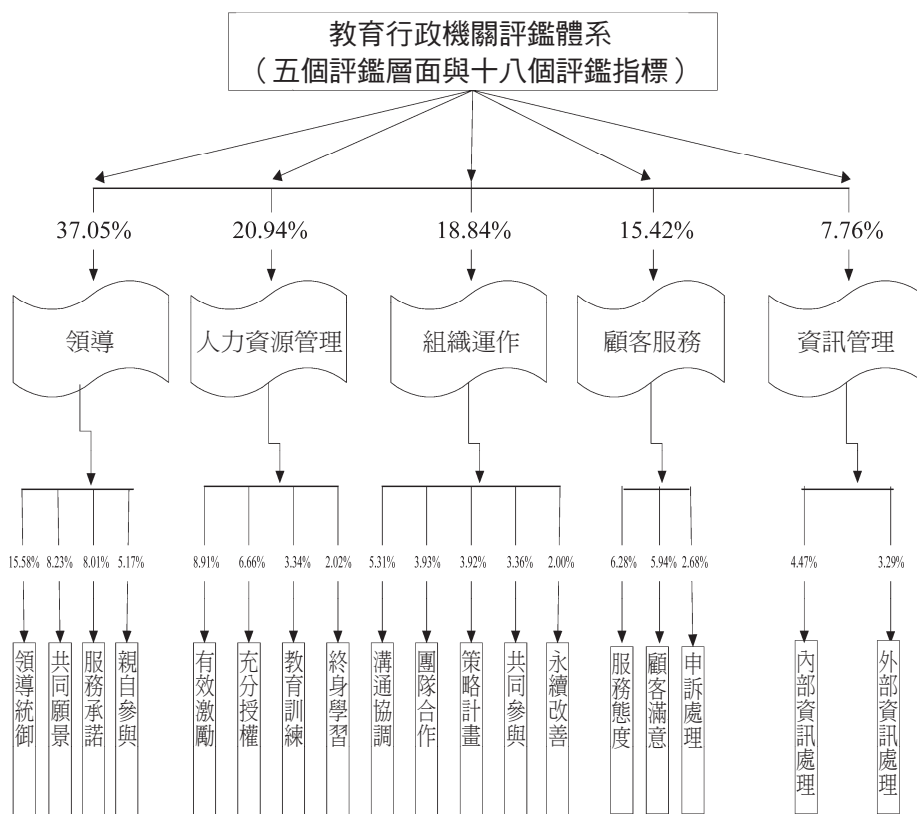 教育行政機關評鑑體系
（五個評鑑層面與十八個評鑑指標）
37.05% 20.94% 18.84% 15.42% 7.76%
領導 人力資源管理 組織運作 顧客服務 資訊管理
15.58% 8.23% 8.01% 5.17% 8.91% 6.66% 3.34% 2.02% 5.31% 3.93% 3.92% 3.36% 2.00% 6.28% 5.94% 2.68% 4.47% 3.29%
領導統御
共同願景
服務承諾
親自參與
有效激勵
充分授權
教育訓練
終身學習
溝通協調
團隊合作
策略計畫
共同參與
永續改善
服務態度
顧客滿意
申訴處理
內部資訊處理
外部資訊處理